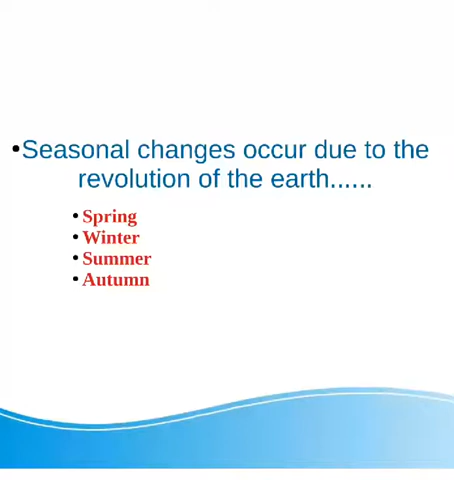 •Seasonal changes occur due to the
revolution of the earth......
• Spring
• Winter
• Summer
• Autumn